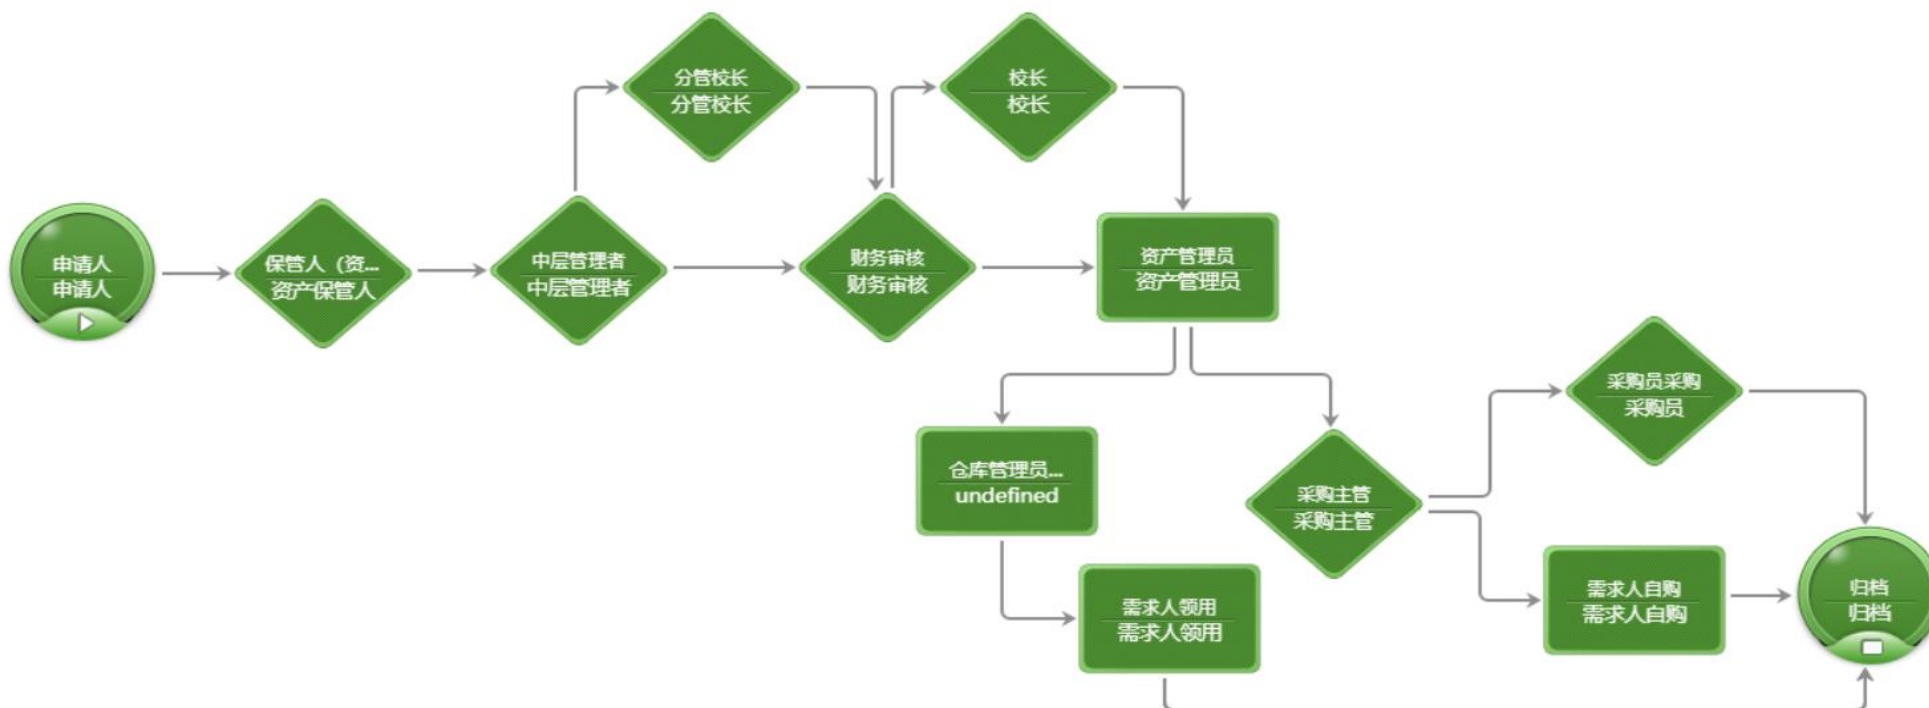 分管校长
分管校长
校长
校长
申请人
申请人
保管人（资...
资产保管人
中层管理者
中层管理者
财务审核
财务审核
资产管理员
资产管理员
仓库管理员...
undefined
采购主管
采购主管
采购员采购
采购员
需求人领用
需求人领用
需求人自购
需求人自购
归档
归档